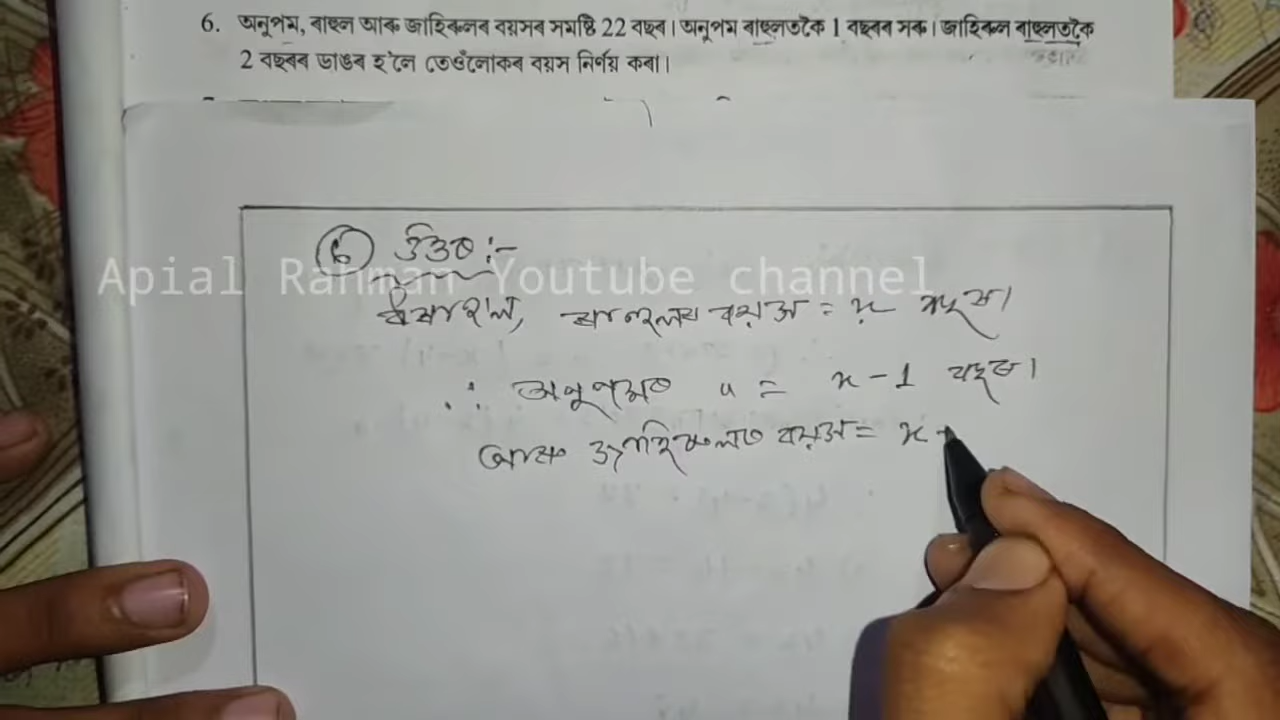 6. অনুপম, ৰাহুল আৰু জাহিৰুলৰ বয়সৰ সমষ্টি 22 বছৰ। অনুপম ৰাহুলতকৈ 1 বছৰৰ সৰু। জাহিৰুল ৰাহুলতকৈ
2 বছৰৰ ডাঙৰ হ'লে তেওঁলোকৰ বয়স নিৰ্ণয় কৰা।
6 উত্তৰ :-
Apial Rahman Youtube channel
ধৰাহ'ল, ৰাহুলৰ বয়স = x বছৰ।
∴ অনুপমৰ " = x - 1 বছৰ।
আৰু জাহিৰুলৰ বয়স = x